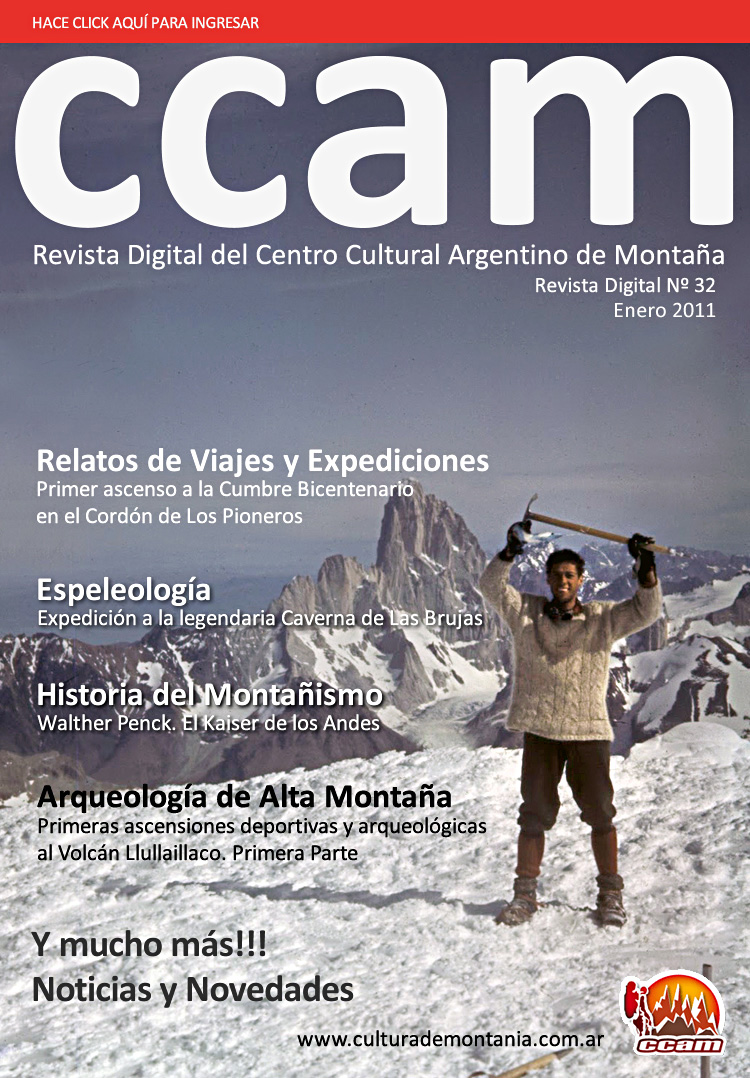 HACE CLICK AQUÍ PARA INGRESAR
ccam
Revista Digital del Centro Cultural Argentino de Montaña
Revista Digital Nº 32
Enero 2011
Relatos de Viajes y Expediciones
Primer ascenso a la Cumbre Bicentenario
en el Cordón de Los Pioneros
Espeleología
Expedición a la legendaria Caverna de Las Brujas
Historia del Montañismo
Walther Penck. El Kaiser de los Andes
Arqueología de Alta Montaña
Primeras ascensiones deportivas y arqueológicas
al Volcán Llullaillaco. Primera Parte
Y mucho más!!!
Noticias y Novedades
www.culturademontania.com.ar
ccam